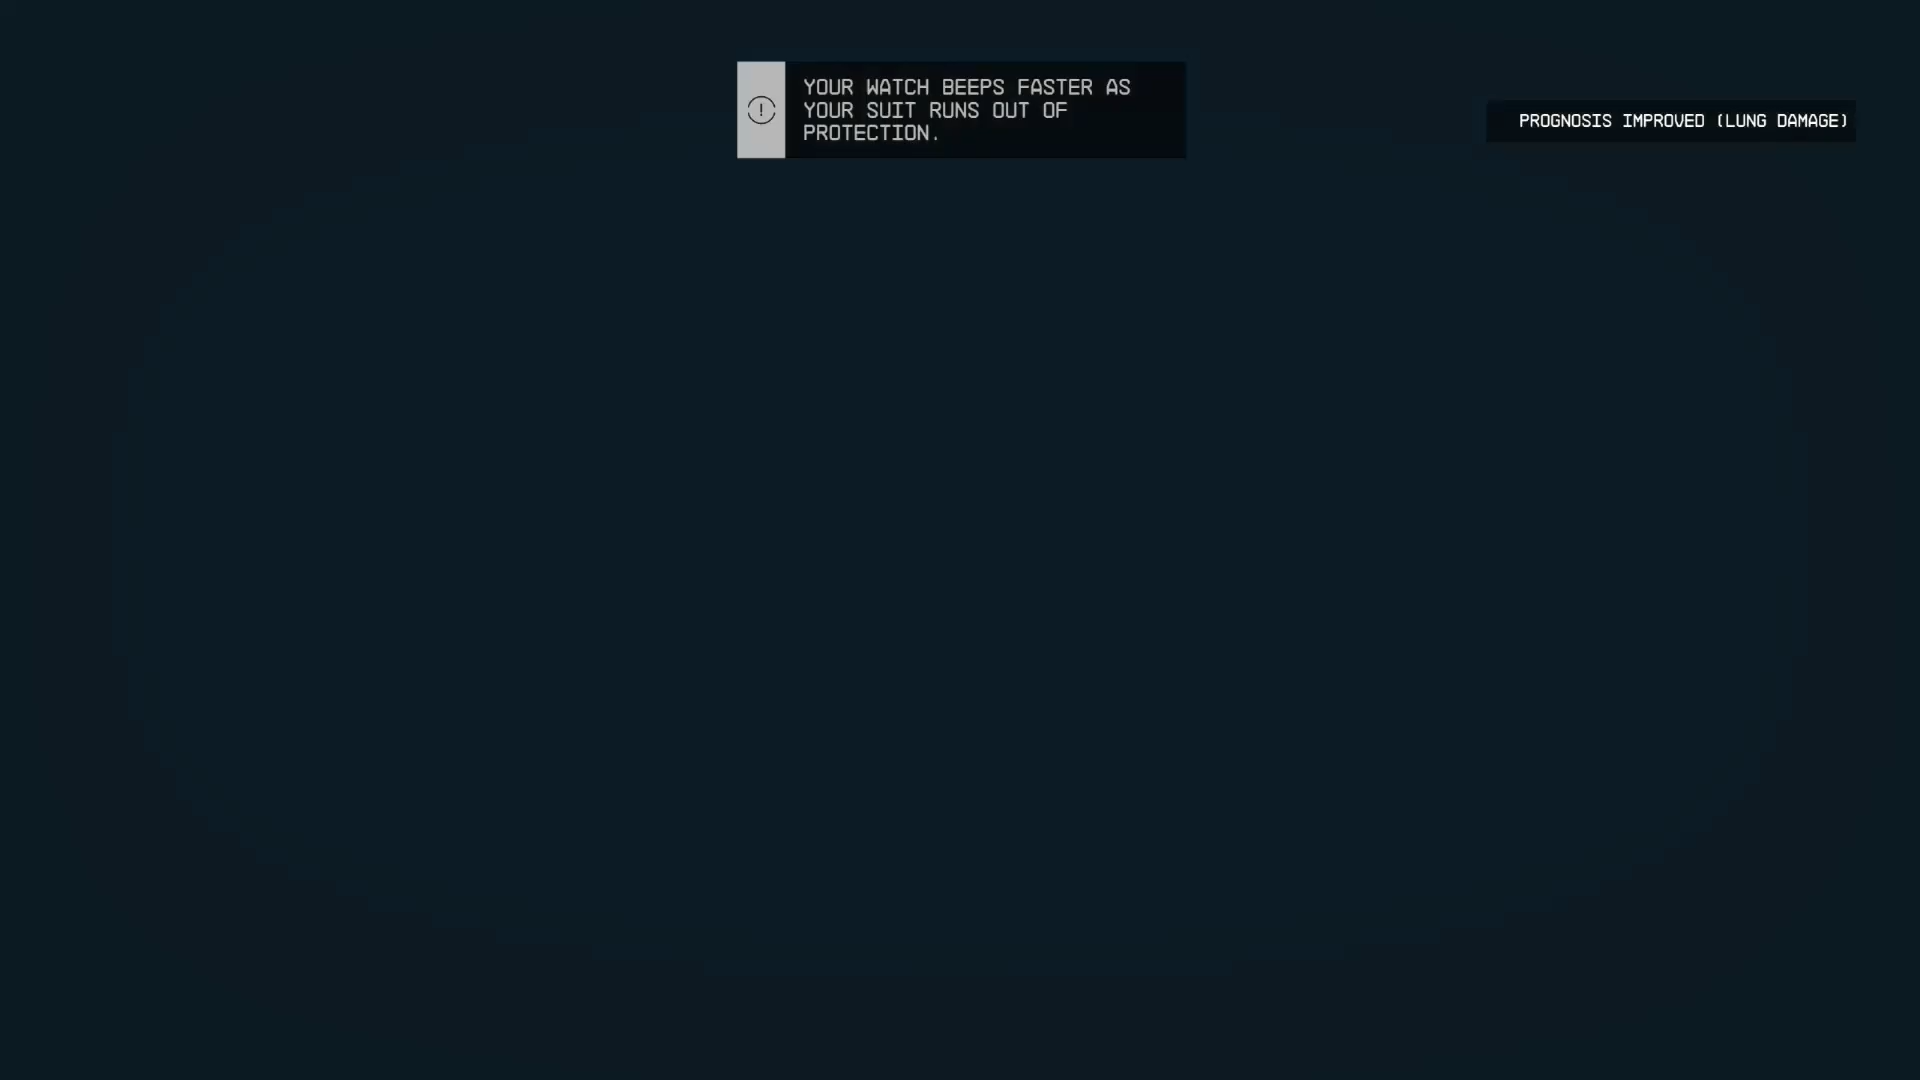 YOUR WATCH BEEPS FASTER AS
YOUR SUIT RUNS OUT OF
PROTECTION.
PROGNOSIS IMPROVED (LUNG DAMAGE)